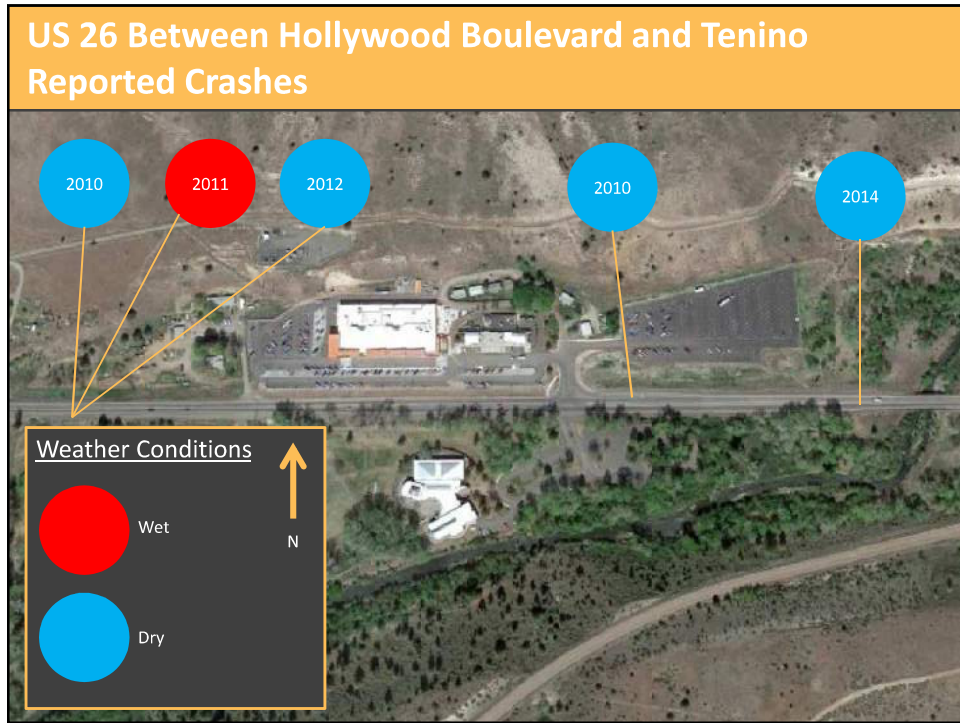 US 26 Between Hollywood Boulevard and Tenino
Reported Crashes
2010
2011
2012
2010
2014
Weather Conditions
Wet
N
Dry